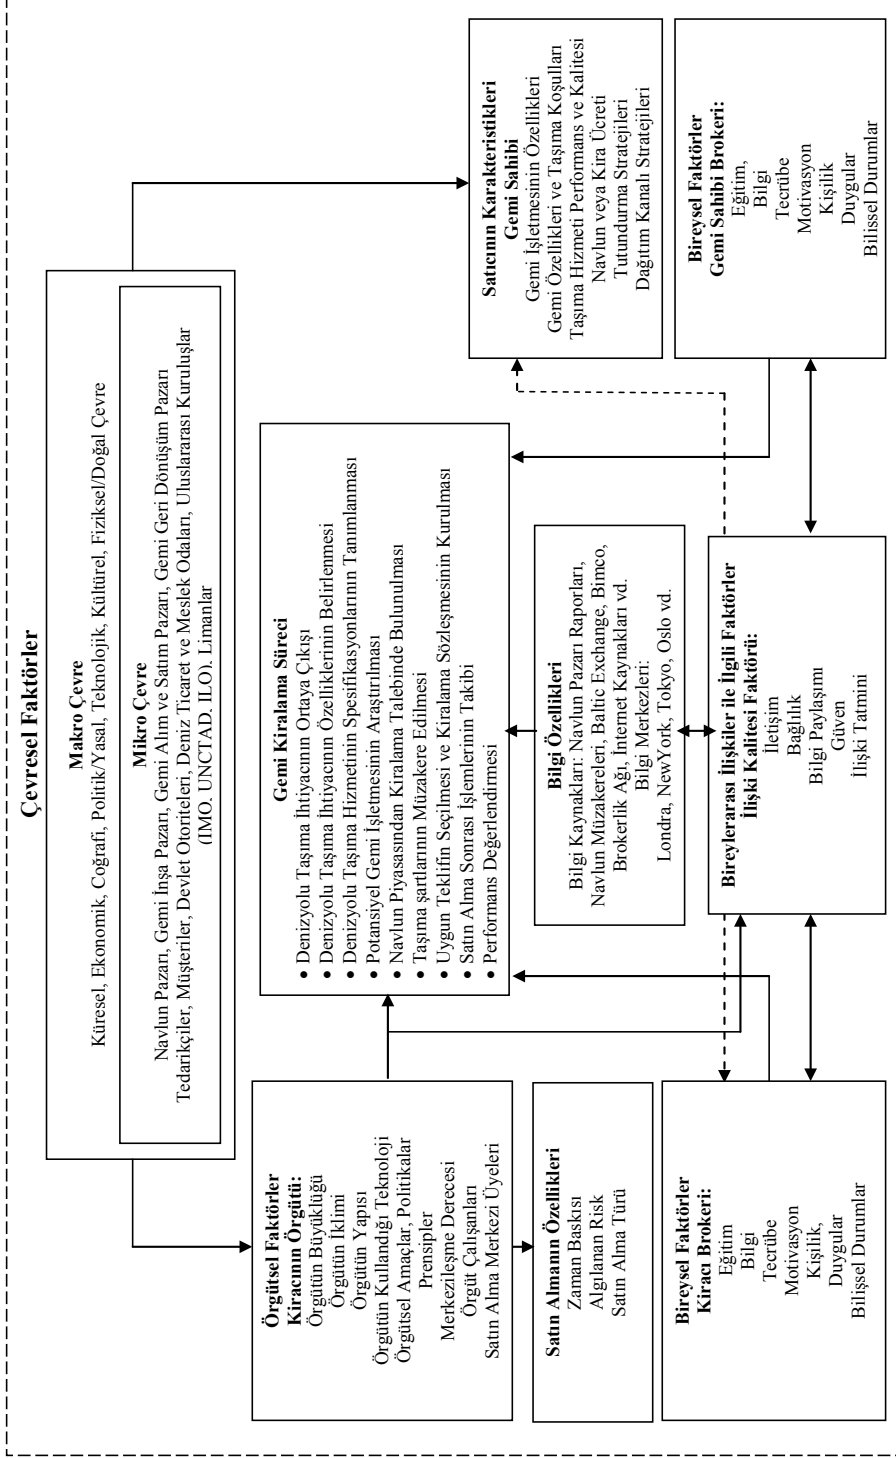 Çevresel Faktörler
Makro Çevre
Küresel, Ekonomik, Coğrafi, Politik/Yasal, Teknolojik, Kültürel, Fiziksel/Doğal Çevre
Mikro Çevre
Navlun Pazarı, Gemi İnşa Pazarı, Gemi Alım ve Satım Pazarı, Gemi Geri Dönüşüm Pazarı
Tedarikçiler, Müşteriler, Devlet Otoriteleri, Deniz Ticaret ve Meslek Odaları, Uluslararası Kuruluşlar
(IMO. UNCTAD. ILO). Limanlar
Örgütsel Faktörler
Kiracının Örgütü:
Örgütün Büyüklüğü
Örgütün İklimi
Örgütün Yapısı
Örgütün Kullandığı Teknoloji
Örgütsel Amaçlar, Politikalar
Prensipler
Merkezileşme Derecesi
Örgüt Çalışanları
Satın Alma Merkezi Üyeleri
Gemi Kiralama Süreci
• Denizyolu Taşıma İhtiyacının Ortaya Çıkışı
• Denizyolu Taşıma İhtiyacının Özelliklerinin Belirlenmesi
• Denizyolu Taşıma Hizmetinin Spesifikasyonlarının Tanımlanması
• Potansiyel Gemi İşletmesinin Araştırılması
• Navlun Piyasasından Kiralama Talebinde Bulunulması
• Taşıma şartlarının Müzakere Edilmesi
• Uygun Teklifin Seçilmesi ve Kiralama Sözleşmesinin Kurulması
• Satın Alma Sonrası İşlemlerinin Takibi
• Performans Değerlendirmesi
Satıcının Karakteristikleri
Gemi Sahibi
Gemi İşletmesinin Özellikleri
Gemi Özellikleri ve Taşıma Koşulları
Taşıma Hizmeti Performans ve Kalitesi
Navlun veya Kira Ücreti
Tutundurma Stratejileri
Dağıtım Kanalı Stratejileri
Satın Almanın Özellikleri
Zaman Baskısı
Algılanan Risk
Satın Alma Türü
Bilgi Özellikleri
Bilgi Kaynakları: Navlun Pazarı Raporları,
Navlun Müzakereleri, Baltic Exchange, Bimco,
Brokerlik Ağı, İnternet Kaynakları vd.
Bilgi Merkezleri:
Londra, NewYork, Tokyo, Oslo vd.
Bireysel Faktörler
Kiracı Brokeri:
Eğitim
Bilgi
Tecrübe
Motivasyon
Kişilik,
Duygular
Bilişsel Durumlar
Bireylerarası İlişkiler ile İlgili Faktörler
İlişki Kalitesi Faktörü:
İletişim
Bağlılık
Bilgi Paylaşımı
Güven
İlişki Tatmini
Bireysel Faktörler
Gemi Sahibi Brokeri:
Eğitim,
Bilgi
Tecrübe
Motivasyon
Kişilik
Duygular
Bilissel Durumlar